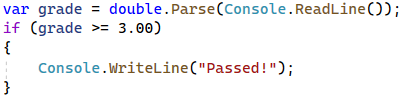 var grade = double.Parse(Console.ReadLine());
if (grade >= 3.00)
{
    Console.WriteLine("Passed!");
}